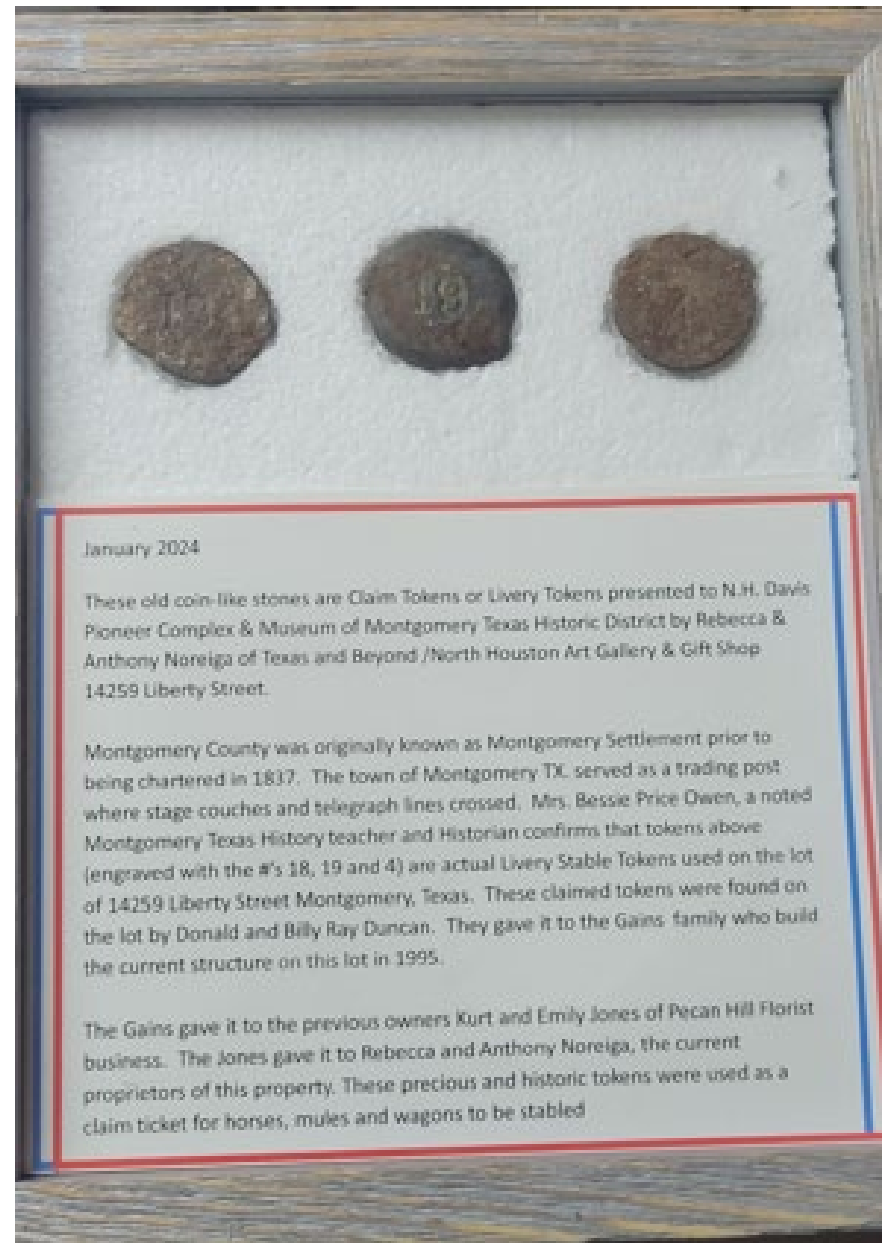 19
January 2024
These old coin-like stones are Claim Tokens or Livery Tokens presented to N.H. Davis
Pioneer Complex & Museum of Montgomery Texas Historic District by Rebecca &
Anthony Noreiga of Texas and Beyond /North Houston Art Gallery & Gift Shop
14259 Liberty Street.
Montgomery County was originally known as Montgomery Settlement prior to
being chartered in 1837. The town of Montgomery TX. served as a trading post
where stage couches and telegraph lines crossed. Mrs. Bessie Price Owen, a noted
Montgomery Texas History teacher and Historian confirms that tokens above
(engraved with the #'s 18, 19 and 4) are actual Livery Stable Tokens used on the lot
of 14259 Liberty Street Montgomery, Texas. These claimed tokens were found on
the lot by Donald and Billy Ray Duncan. They gave it to the Gains family who build
the current structure on this lot in 1995.
The Gains gave it to the previous owners Kurt and Emily Jones of Pecan Hill Florist
business. The Jones gave it to Rebecca and Anthony Noreiga, the current
proprietors of this property. These precious and historic tokens were used as a
claim ticket for horses, mules and wagons to be stabled